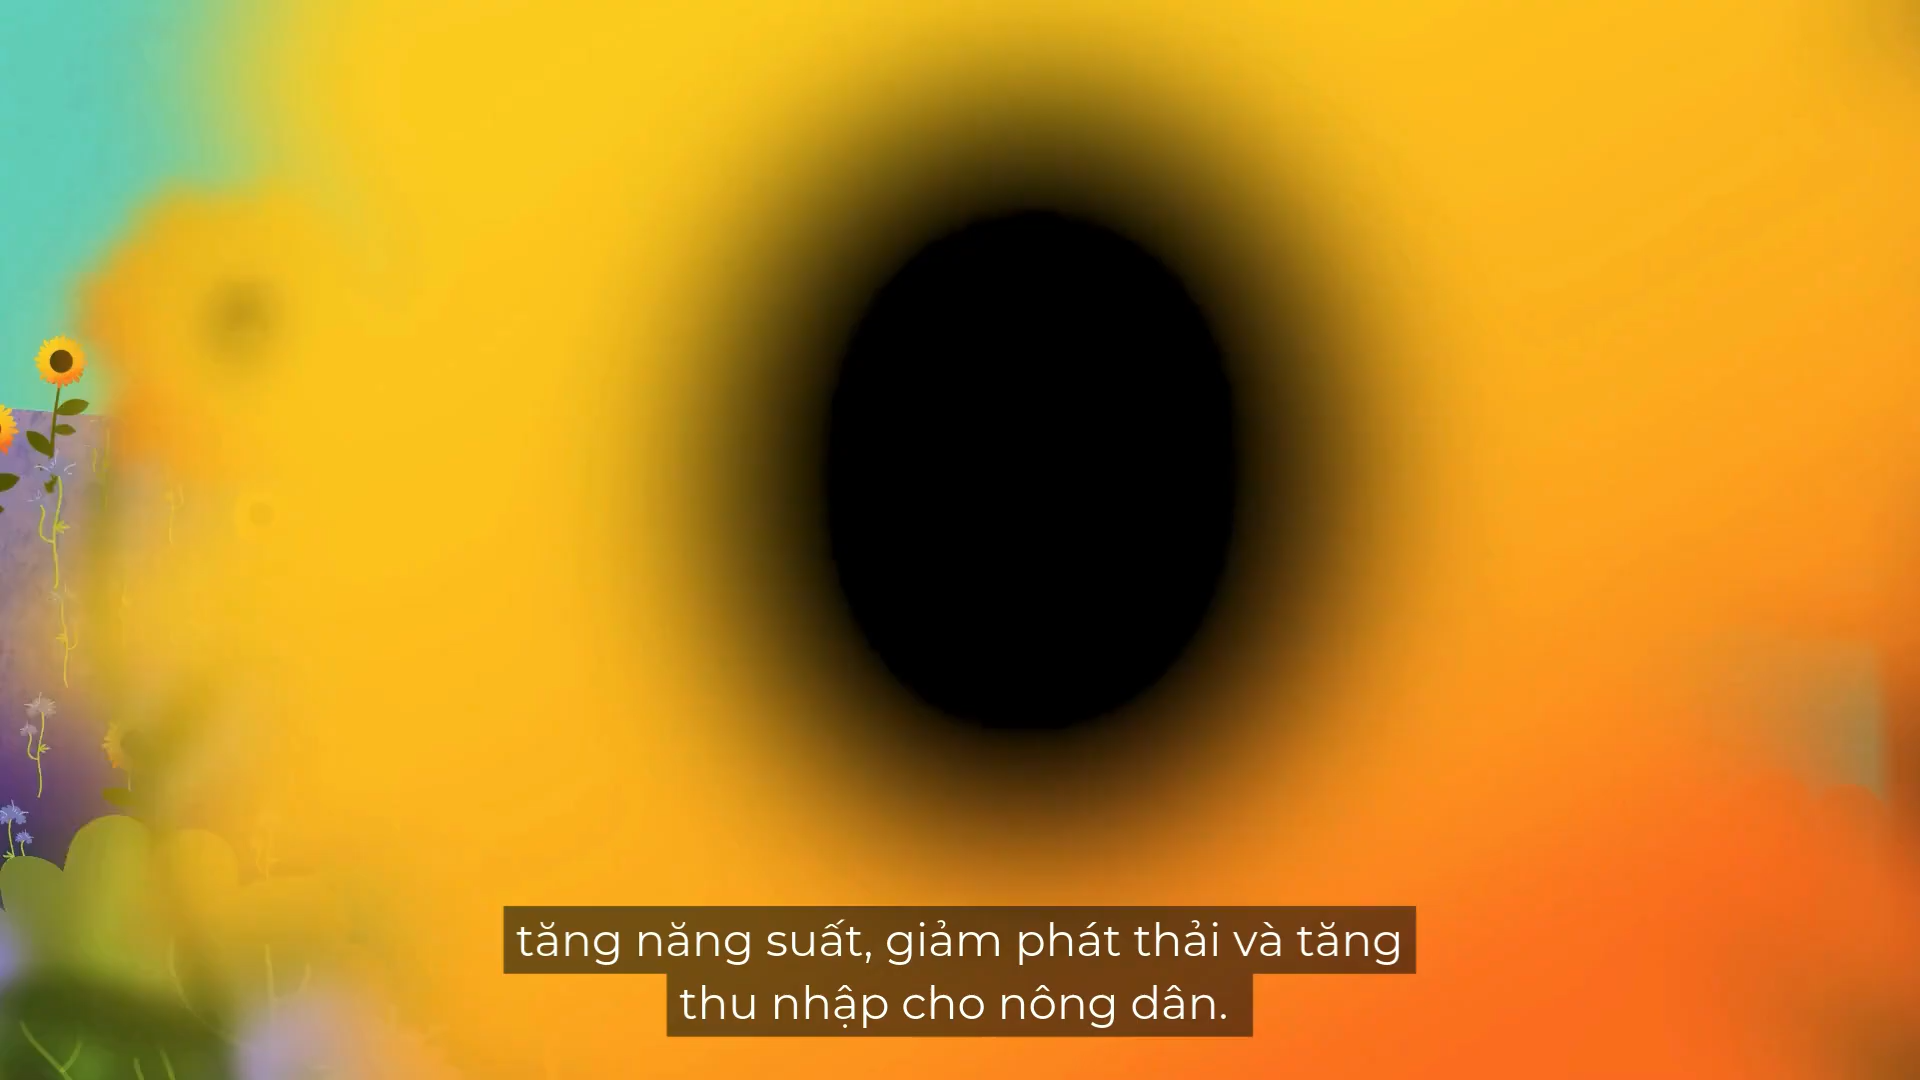 tăng năng suất, giảm phát thải và tăng
thu nhập cho nông dân.